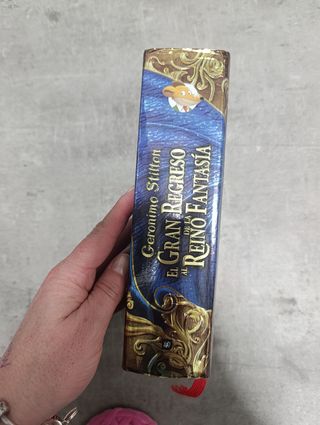 Geronimo Stilton
EL GRAN REGRESO
AL REINO DE LA FANTASÍA